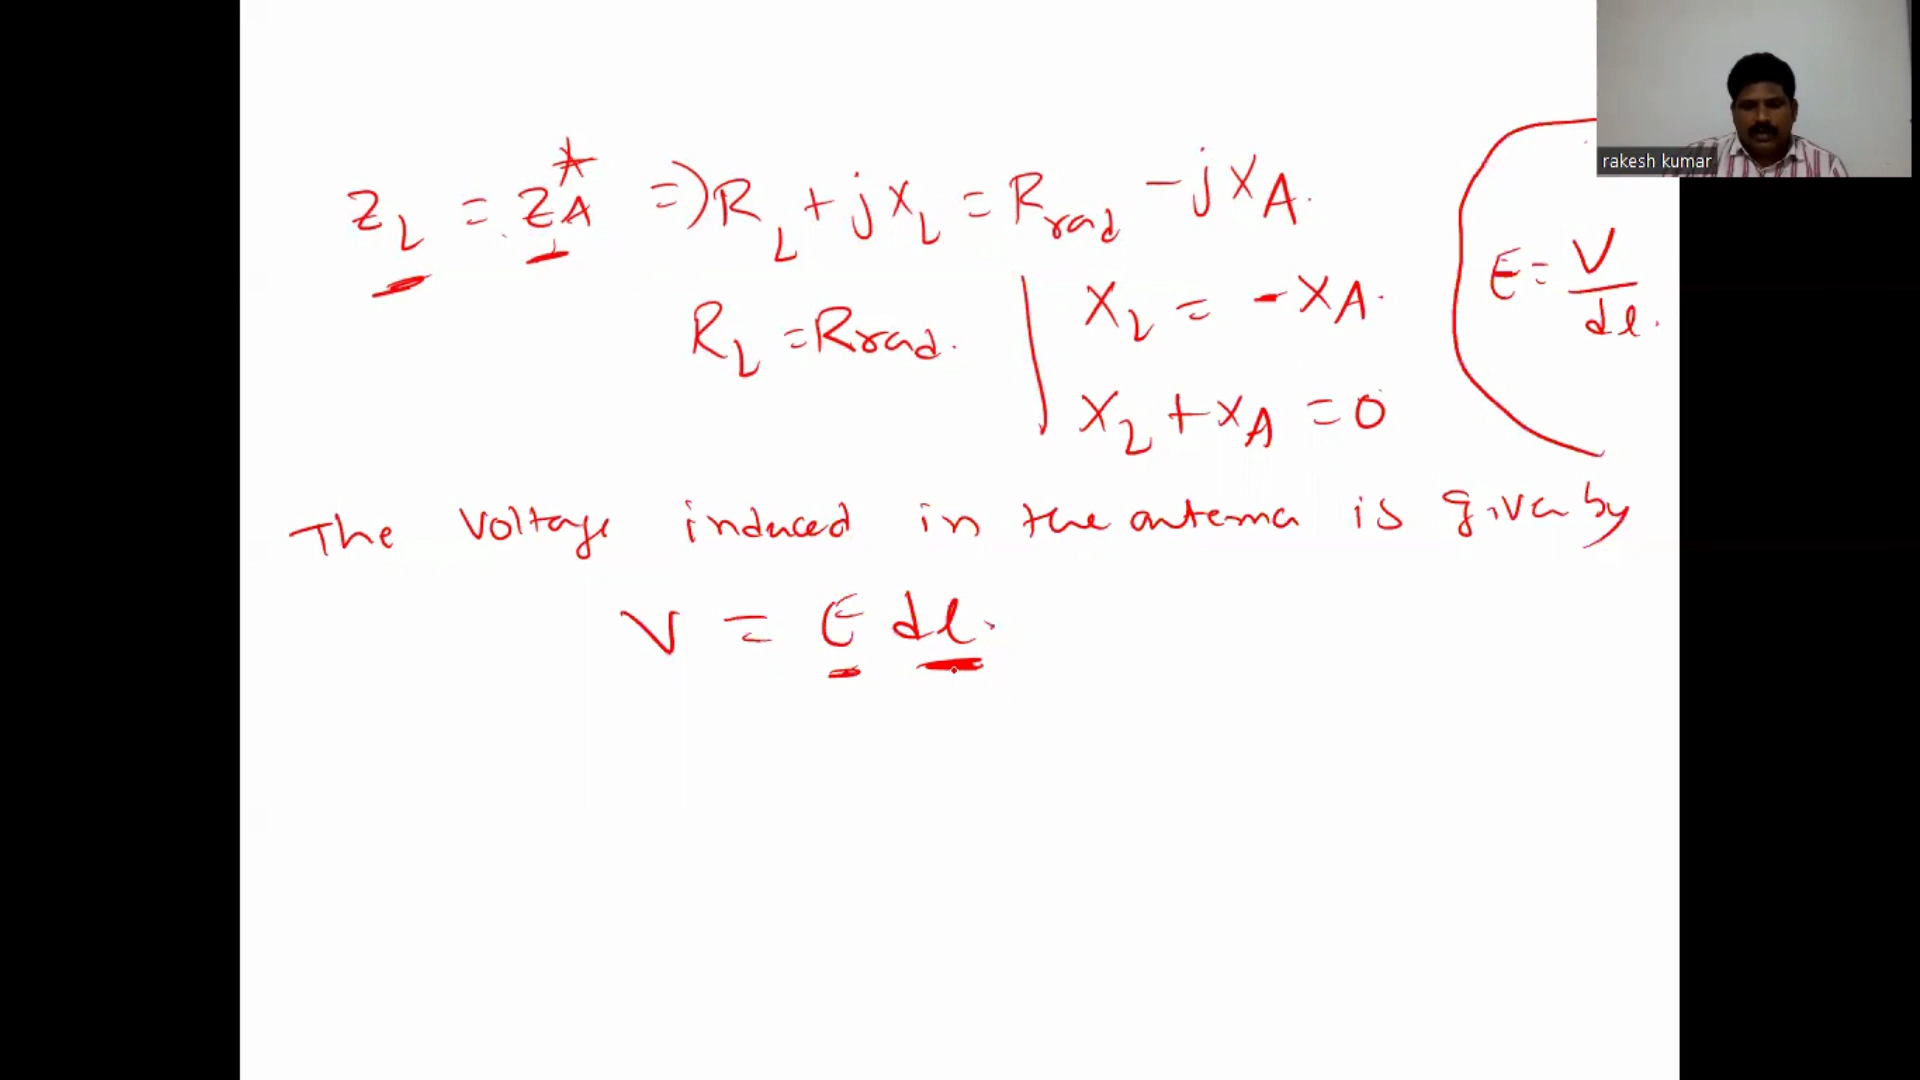 Z_L = Z_A^* => R_L + jX_L = R_rad - jX_A.
R_L = R_rad. | X_L = -X_A.
X_L + X_A = 0
E = V/dl.
The Voltage induced in the antenna is given by
V = E dl.
rakesh kumar